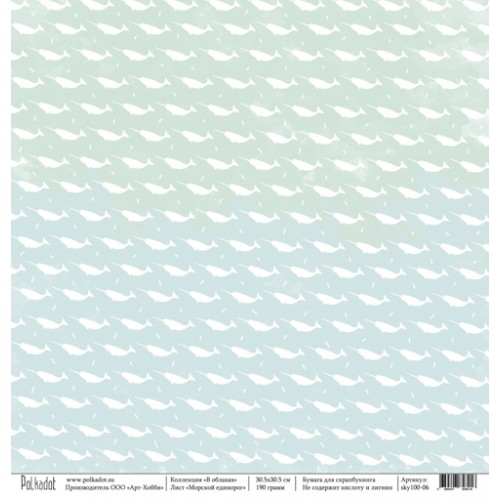 Polkadot
www.polkadot.su
Производитель ООО «Арт-Хобби»
Коллекция «В облаках»
Лист «Морской единорог»
30.5х30.5 см
190 грамм
Бумага для скрапбукинга
Не содержит кислоту и лигнин
Артикул:
sky100-06